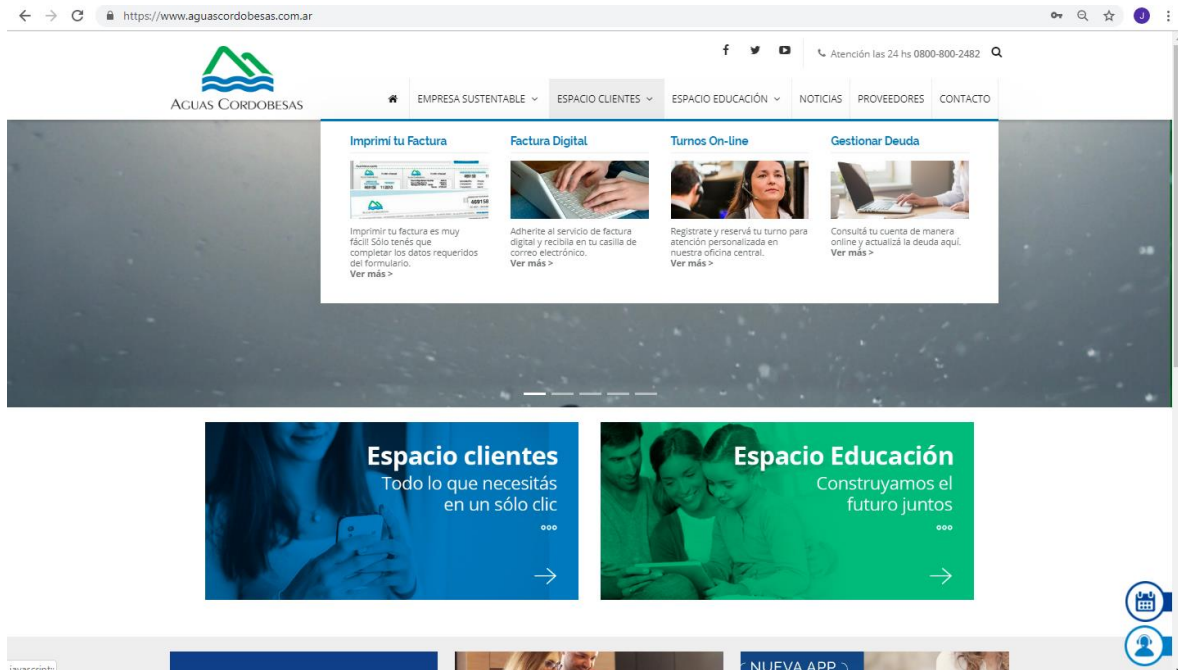 https://www.aguascordobesas.com.ar
J
Atención las 24 hs 0800-800-2482
AGUAS CORDOBESAS
EMPRESA SUSTENTABLE
ESPACIO CLIENTES
ESPACIO EDUCACIÓN
NOTICIAS
PROVEEDORES
CONTACTO
Imprimí tu Factura
Imprimir tu factura es muy
fácil! Sólo tenés que
completar los datos requeridos
del formulario.
Ver más >
Factura Digital
Adherite al servicio de factura
digital y recibila en tu casilla de
correo electrónico.
Ver más >
Turnos On-line
Registrate y reservá tu turno para
atención personalizada en
nuestra oficina central.
Ver más >
Gestionar Deuda
Consultá tu cuenta de manera
online y actualizá la deuda aquí.
Ver más >
Espacio clientes
Todo lo que necesitás
en un sólo clic
Espacio Educación
Construyamos el
futuro juntos
NUEVA APP